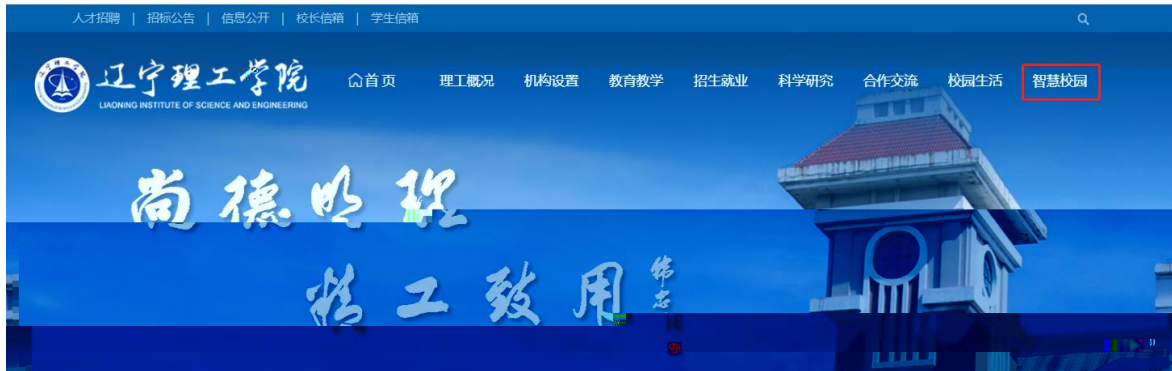 人才招聘 | 招标公告 | 信息公开 | 校长信箱 | 学生信箱
辽宁理工学院
LIAONING INSTITUTE OF SCIENCE AND ENGINEERING
首页 理工概况 机构设置 教育教学 招生就业 科学研究 合作交流 校园生活 智慧校园
尚德明理
精工致用